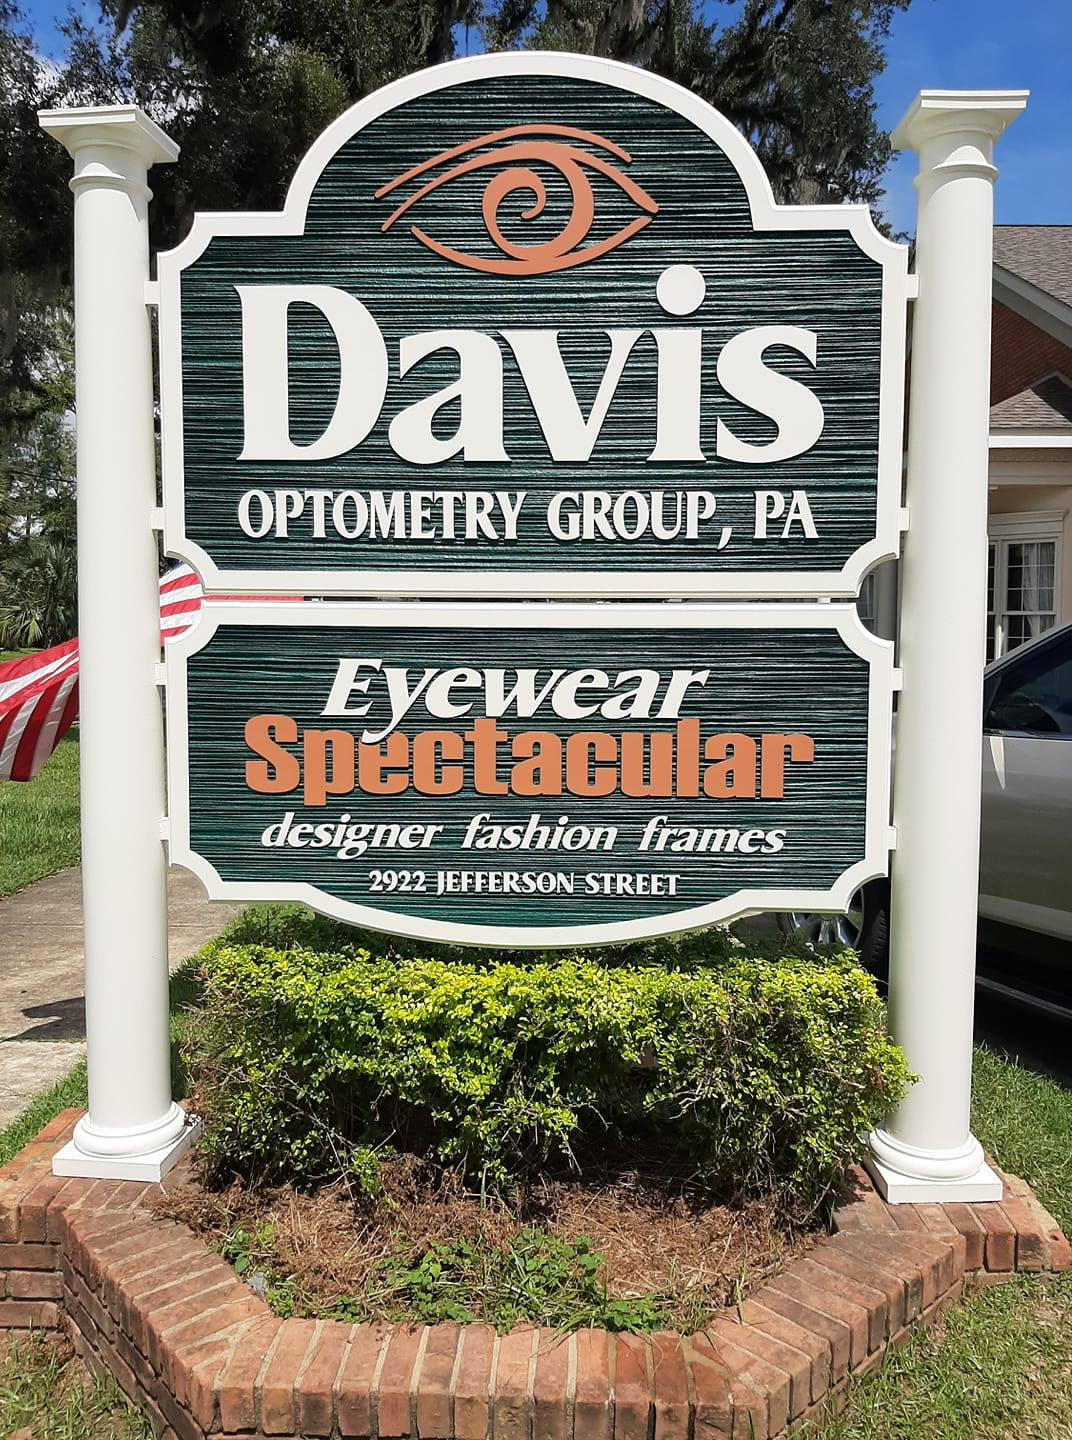 Davis
OPTOMETRY GROUP, PA
Eyewear
Spectacular
designer fashion frames
2922 JEFFERSON STREET